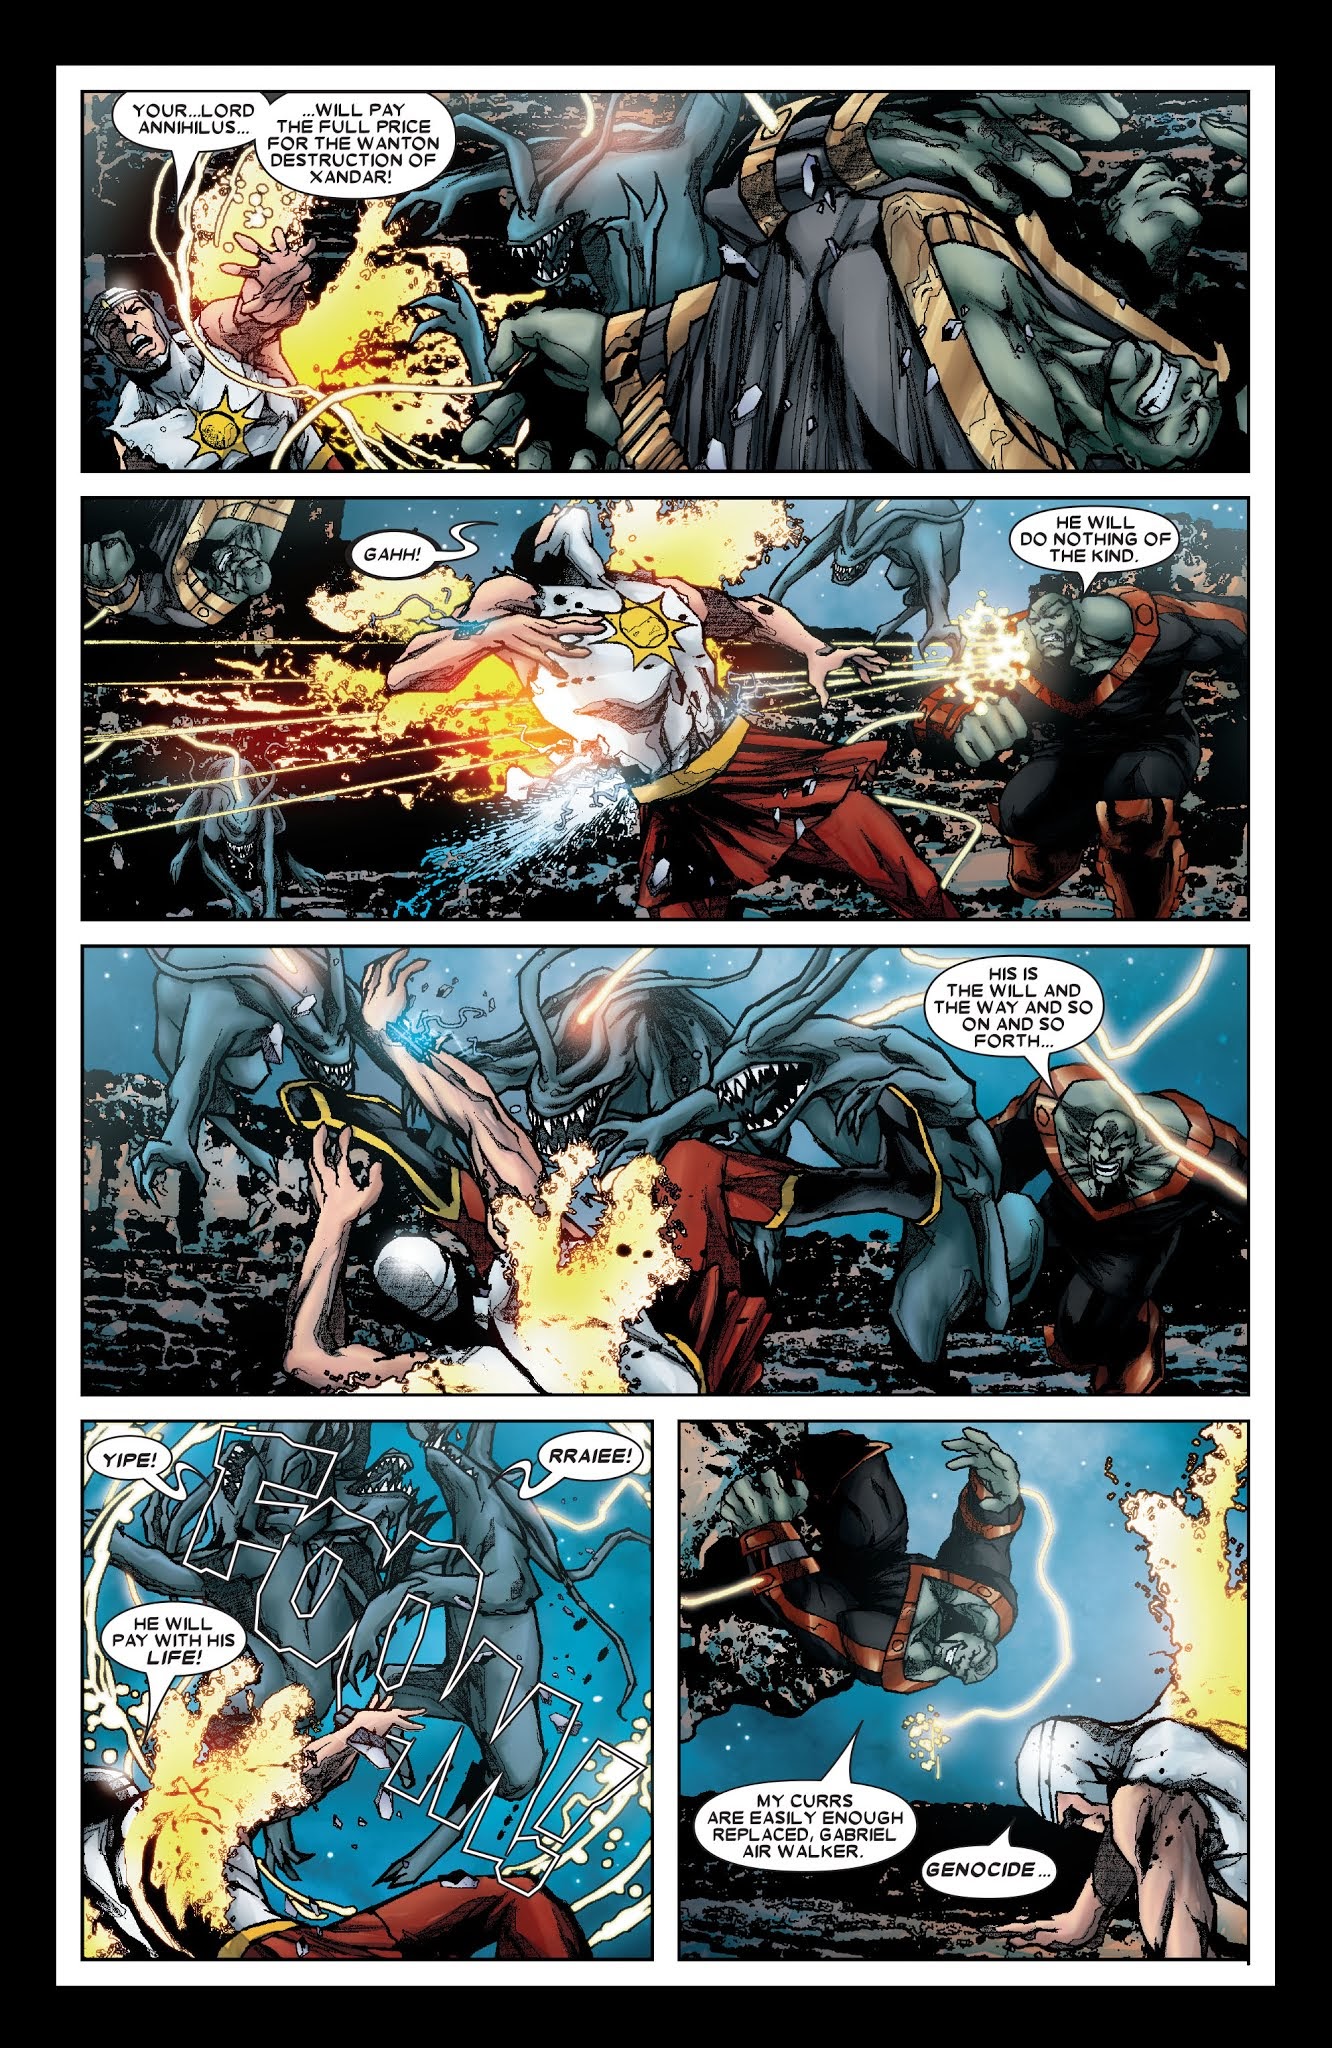 YOUR...LORD
ANNIHILUS...
...WILL PAY
THE FULL PRICE
FOR THE WANTON
DESTRUCTION OF
XANDAR!
GAHH!
HE WILL
DO NOTHING OF
THE KIND.
HIS IS
THE WILL AND
THE WAY AND SO
ON AND SO
FORTH...
YIPE!
RRAIEE!
FOOM!
HE WILL
PAY WITH HIS
LIFE!
MY CURRS
ARE EASILY ENOUGH
REPLACED, GABRIEL
AIR WALKER.
GENOCIDE...